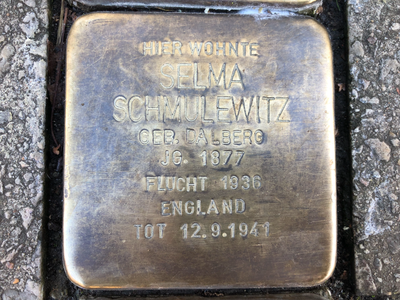 HIER WOHNTE
SELMA
SCHMULEWITZ
GEB. DALBERG
JG. 1877
FLUCHT 1936
ENGLAND
TOT 12.9.1941